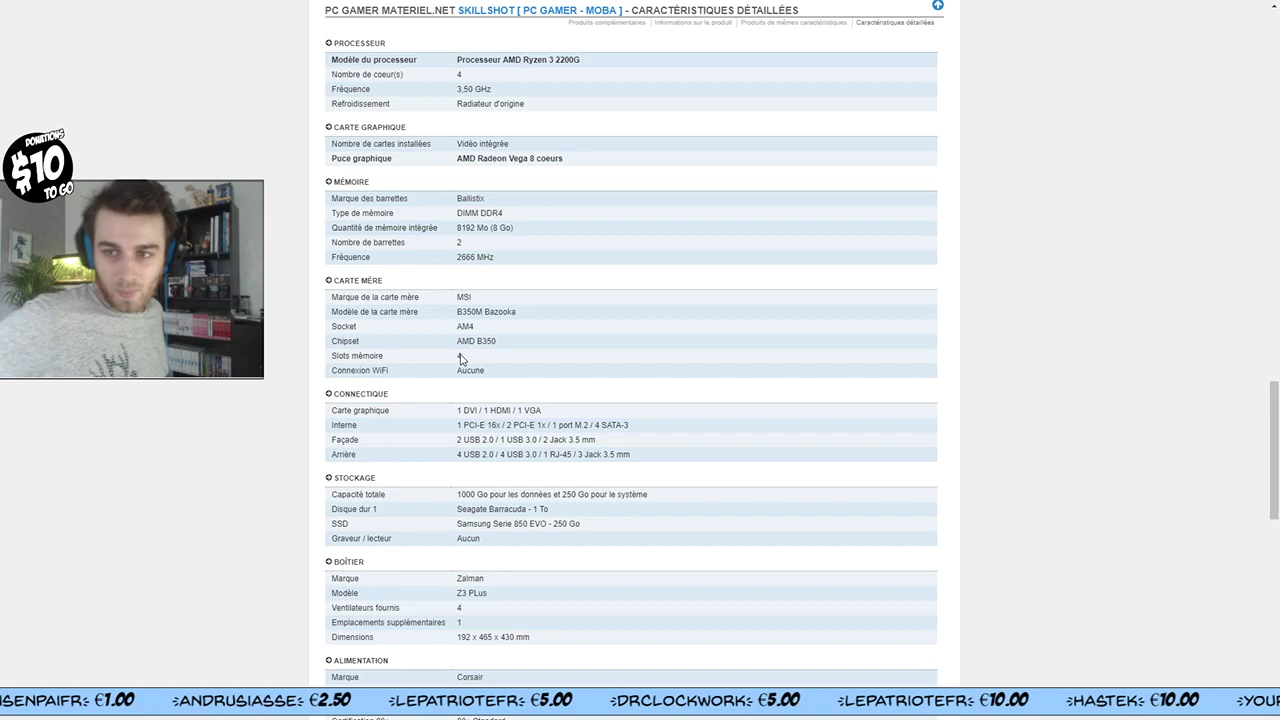 PC GAMER MATERIEL.NET SKILLSHOT [ PC GAMER - MOBA ] - CARACTÉRISTIQUES DÉTAILLÉES
Produits complémentaires | Informations sur le produit | Produits de mêmes caractéristiques | Caractéristiques détaillées
PROCESSEUR
Modèle du processeur Processeur AMD Ryzen 3 2200G
Nombre de coeur(s) 4
Fréquence 3,50 GHz
Refroidissement Radiateur d'origine
CARTE GRAPHIQUE
Nombre de cartes installées Vidéo intégrée
Puce graphique AMD Radeon Vega 8 coeurs
MÉMOIRE
Marque des barrettes Ballistix
Type de mémoire DIMM DDR4
Quantité de mémoire intégrée 8192 Mo (8 Go)
Nombre de barrettes 2
Fréquence 2666 MHz
CARTE MÈRE
Marque de la carte mère MSI
Modèle de la carte mère B350M Bazooka
Socket AM4
Chipset AMD B350
Slots mémoire
Connexion WiFi Aucune
CONNECTIQUE
Carte graphique 1 DVI / 1 HDMI / 1 VGA
Interne 1 PCI-E 16x / 2 PCI-E 1x / 1 port M.2 / 4 SATA-3
Façade 2 USB 2.0 / 1 USB 3.0 / 2 Jack 3.5 mm
Arrière 4 USB 2.0 / 4 USB 3.0 / 1 RJ-45 / 3 Jack 3.5 mm
STOCKAGE
Capacité totale 1000 Go pour les données et 250 Go pour le système
Disque dur 1 Seagate Barracuda - 1 To
SSD Samsung Serie 850 EVO - 250 Go
Graveur / lecteur Aucun
BOÎTIER
Marque Zalman
Modèle Z3 PLus
Ventilateurs fournis 4
Emplacements supplémentaires 1
Dimensions 192 x 465 x 430 mm
ALIMENTATION
Marque Corsair
DONATIONS
$10
TO GO
ISENPAIFR: €1.00 ANDRUSIASSE: €2.50 LEPATRIOTEFR: €5.00 DRCLOCKWORK: €5.00 LEPATRIOTEFR: €10.00 HASTEK: €10.00 YOUR